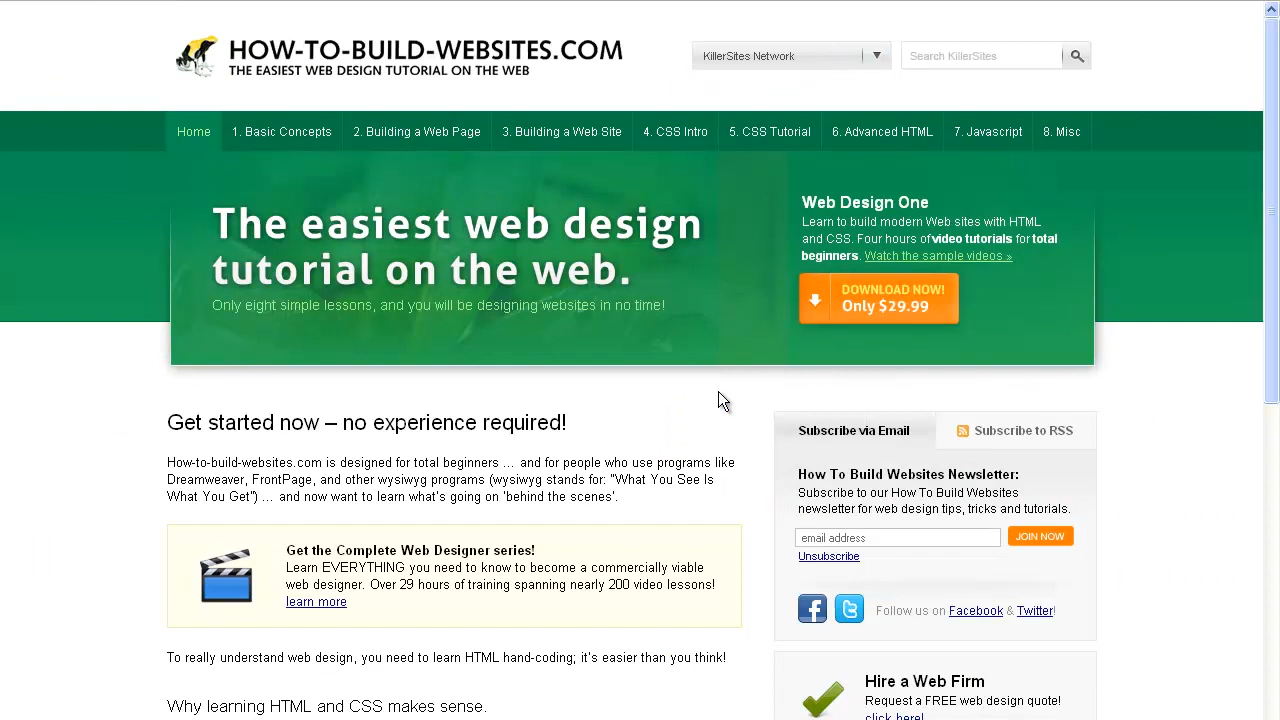 HOW-TO-BUILD-WEBSITES.COM
THE EASIEST WEB DESIGN TUTORIAL ON THE WEB
KillerSites Network
Search KillerSites
Home 1. Basic Concepts 2. Building a Web Page 3. Building a Web Site 4. CSS Intro 5. CSS Tutorial 6. Advanced HTML 7. Javascript 8. Misc
The easiest web design
tutorial on the web.
Only eight simple lessons, and you will be designing websites in no time!
Web Design One
Learn to build modern Web sites with HTML
and CSS. Four hours of video tutorials for total
beginners. Watch the sample videos »
DOWNLOAD NOW!
Only $29.99
Get started now – no experience required!
How-to-build-websites.com is designed for total beginners ... and for people who use programs like
Dreamweaver, FrontPage, and other wysiwyg programs (wysiwyg stands for: "What You See Is
What You Get") ... and now want to learn what's going on 'behind the scenes'.
Get the Complete Web Designer series!
Learn EVERYTHING you need to know to become a commercially viable
web designer. Over 29 hours of training spanning nearly 200 video lessons!
learn more
To really understand web design, you need to learn HTML hand-coding; it's easier than you think!
Why learning HTML and CSS makes sense.
Subscribe via Email
Subscribe to RSS
How To Build Websites Newsletter:
Subscribe to our How To Build Websites
newsletter for web design tips, tricks and tutorials.
email address
JOIN NOW
Unsubscribe
Follow us on Facebook & Twitter!
Hire a Web Firm
Request a FREE web design quote!
click here!